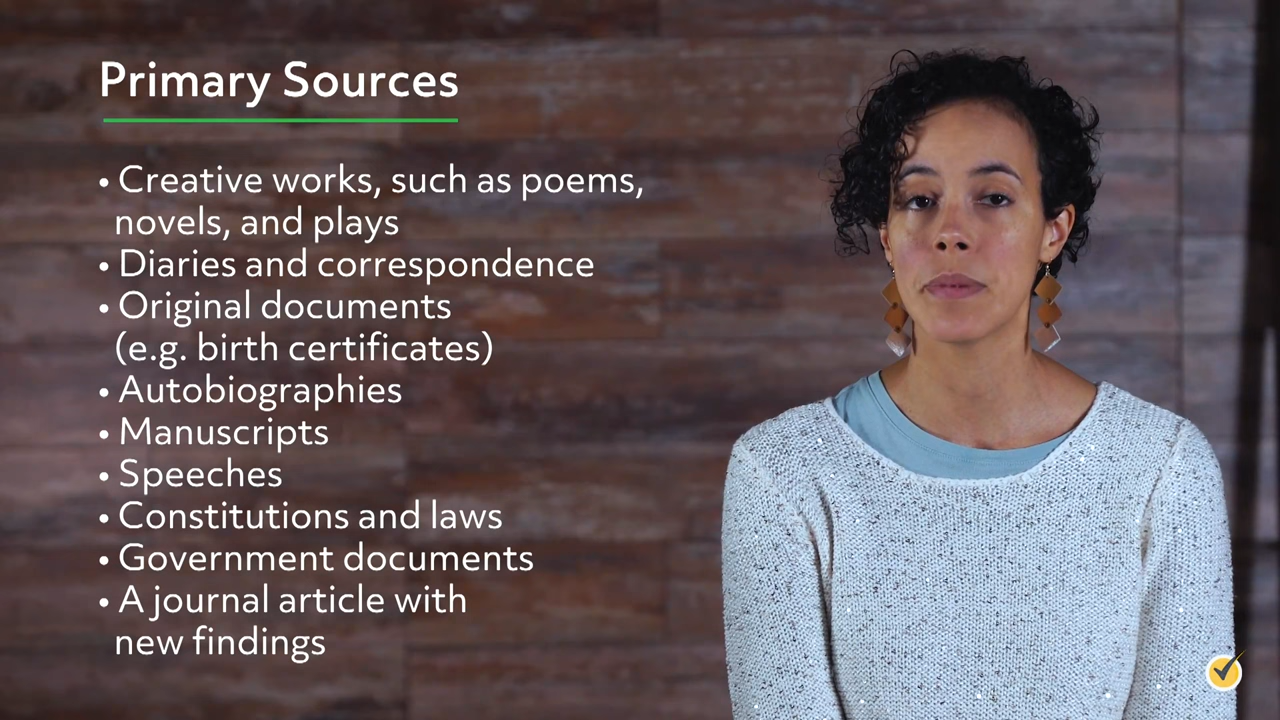 Primary Sources
• Creative works, such as poems,
novels, and plays
• Diaries and correspondence
• Original documents
(e.g. birth certificates)
• Autobiographies
• Manuscripts
• Speeches
• Constitutions and laws
• Government documents
• A journal article with
new findings